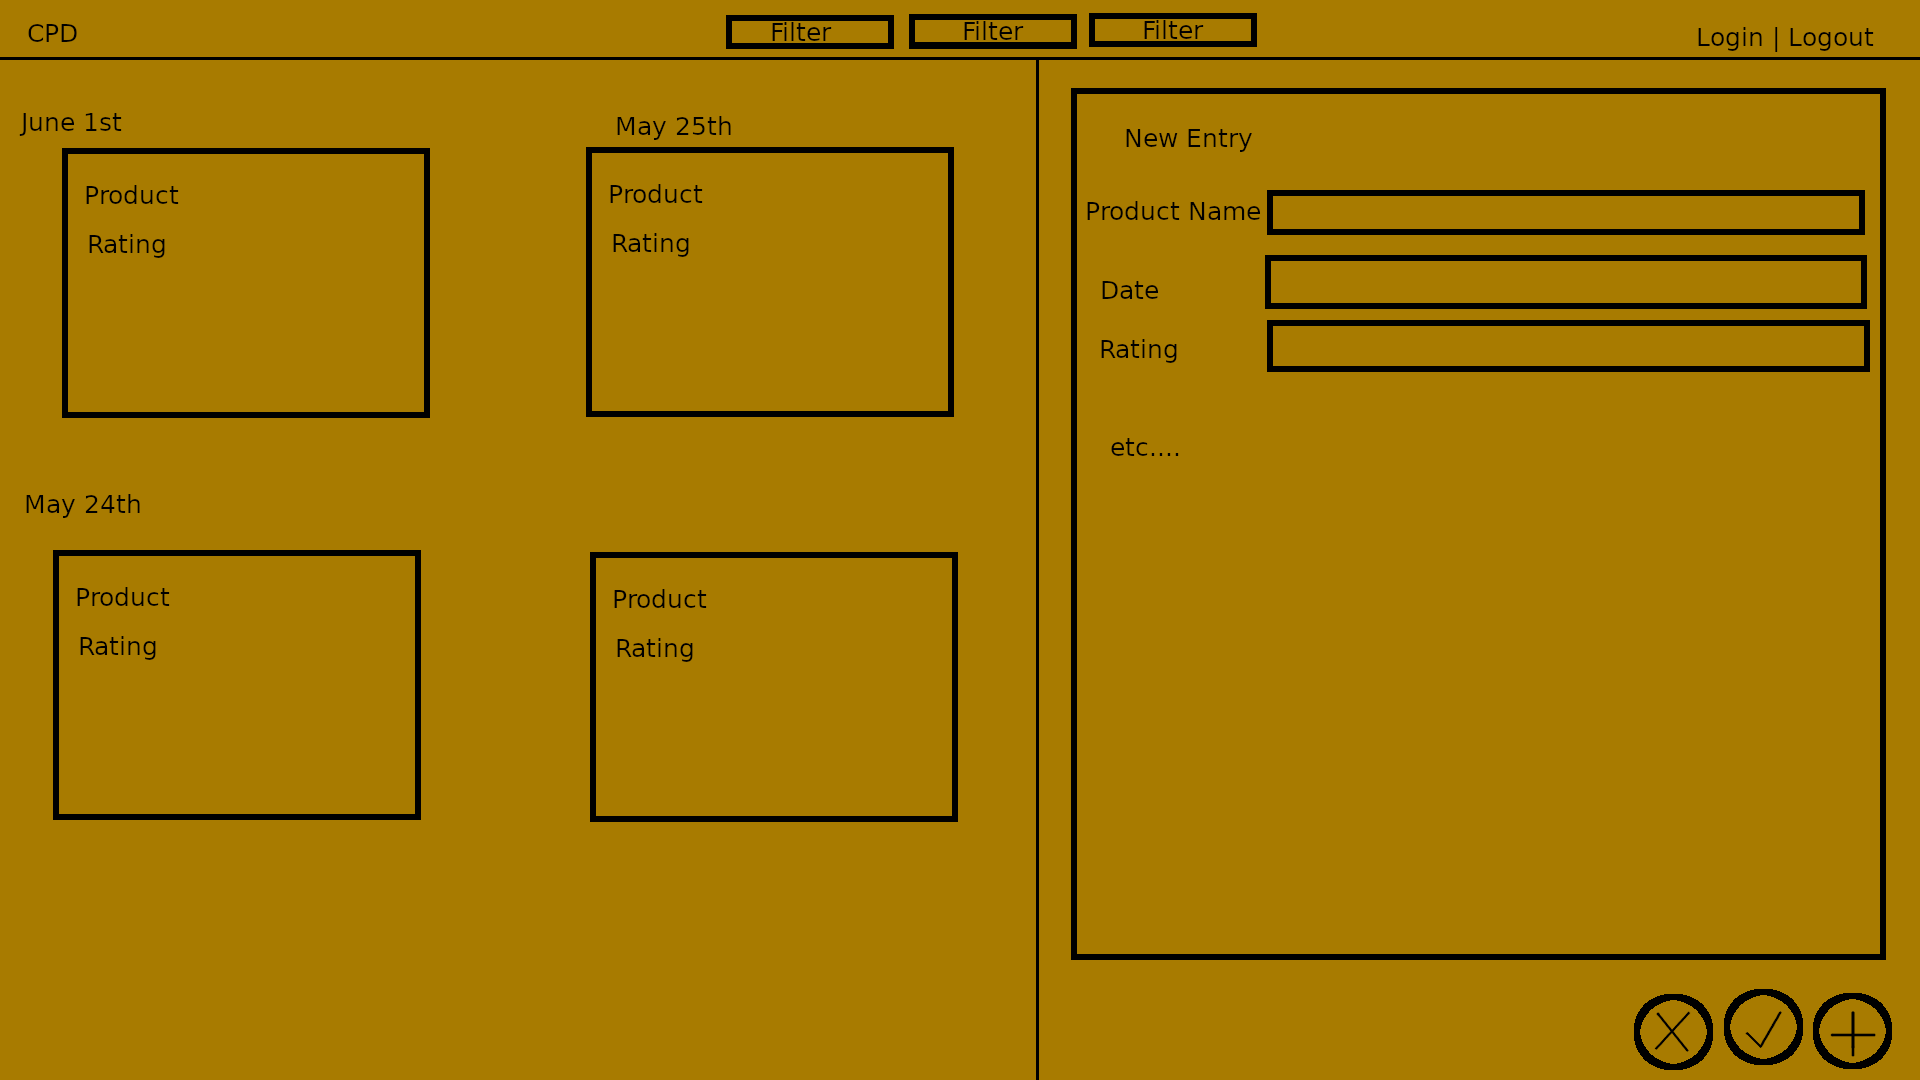 CPD
Filter
Filter
Filter
Login | Logout
June 1st
Product
Rating
May 25th
Product
Rating
May 24th
Product
Rating
Product
Rating
New Entry
Product Name
Date
Rating
etc....